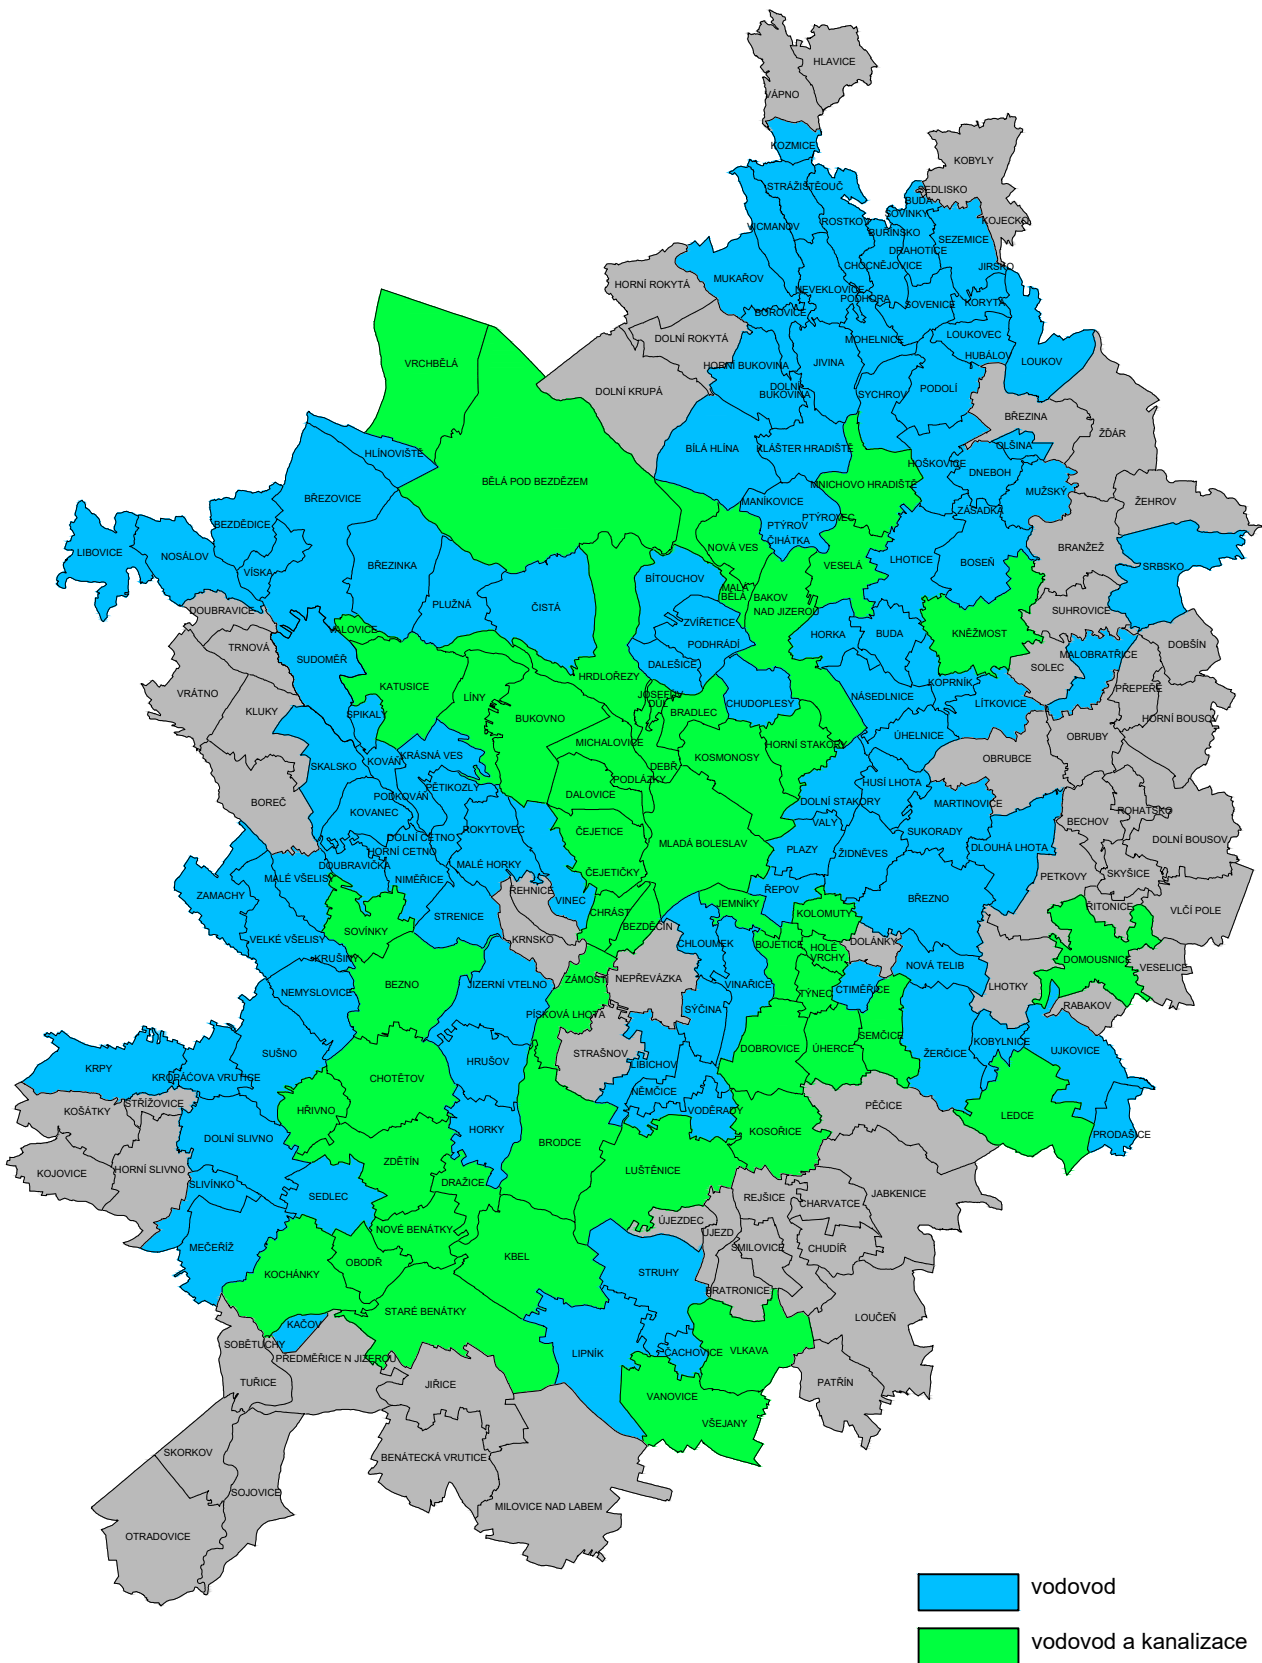 HLAVICE
VÁPNO
KOZMICE
KOBYLY
STRÁŽIŠTĚ
OUČ
SEDLISKO
BUDA
SOVINKY
KOJECKO
ROSTKOV
VICMANOV
BUŘÍNSKO
SEZEMICE
DRAHOTICE
CHOCNĚJOVICE
JIRSKO
MUKAŘOV
HORNÍ ROKYTÁ
NEVEKLOVICE
PODHORA
SOVENICE
KORYTA
BOROVICE
DOLNÍ ROKYTÁ
MOHELNICE
LOUKOVEC
HUBÁLOV
LOUKOV
VRCHBĚLÁ
HORNÍ BUKOVINA
JIVINA
DOLNÍ
BUKOVINA
SYCHROV
PODOLÍ
DOLNÍ KRUPÁ
BŘEZINA
ŽĎÁR
HLÍNOVIŠTĚ
BÍLÁ HLÍNA
KLÁŠTER HRADIŠTĚ
OLŠINA
HOŠKOVICE
DNEBOH
BĚLÁ POD BEZDĚZEM
MNICHOVO HRADIŠTĚ
MUŽSKÝ
BŘEZOVICE
ŽEHROV
MANÍKOVICE
ZÁSADKA
BEZDĚDICE
PTÝROVEC
PTÝROV
ČIHÁTKA
LIBOVICE
NOSÁLOV
NOVÁ VES
BRANŽEŽ
VÍSKA
BŘEZINKA
LHOTICE
BOSEŇ
VESELÁ
SRBSKO
BÍTOUCHOV
MALÁ
BĚLÁ
BAKOV
NAD JIZEROU
PLUŽNÁ
ČISTÁ
SUHROVICE
DOUBRAVICE
ZVÍŘETICE
VALOVICE
HORKA
BUDA
KNĚŽMOST
PODHRÁDÍ
DOBŠÍN
TRNOVÁ
MALOBRATŘICE
SUDOMĚŘ
DALEŠICE
SOLEC
HRDLOŘEZY
KATUSICE
KOPRNÍK
PŘEPEŘE
VRÁTNO
LÍNY
JOSEFŮV
DŮL
CHUDOPLESY
NÁSEDLNICE
LÍTKOVICE
KLUKY
SPIKALY
BUKOVNO
BRADLEC
HORNÍ BOUSOV
ÚHELNICE
OBRUBY
MICHALOVICE
HORNÍ STAKORY
SKALSKO
KOVÁŇ
KRÁSNÁ VES
KOSMONOSY
OBRUBCE
DEBŘ
PODLÁZKY
BOREČ
PĚTIKOZLY
HUSÍ LHOTA
PODKOVÁŇ
DALOVICE
DOLNÍ STAKORY
MARTINOVICE
KOVANEC
ROHATSKO
BECHOV
VALY
ČEJETICE
ROKYTOVEC
SUKORADY
DOLNÍ CETNO
MLADÁ BOLESLAV
DOLNÍ BOUSOV
HORNÍ CETNO
PLAZY
ŽIDNĚVES
DLOUHÁ LHOTA
DOUBRAVIČKA
MALÉ HORKY
PETKOVY
ČEJETIČKY
SKYŠICE
MALÉ VŠELISY
NIMĚŘICE
ŘEHNICE
ŘEPOV
ZAMACHY
VINEC
BŘEZNO
JEMNÍKY
ŘITONICE
VLČÍ POLE
STRENICE
CHRÁST
KOLOMUTY
BEZDĚČÍN
SOVÍNKY
KRNSKO
VELKÉ VŠELISY
CHLOUMEK
BOJETICE
HOLÉ
VRCHY
DOLÁNKY
NOVÁ TELIB
DOMOUSNICE
KRUŠINY
VESELICE
BEZNO
JIZERNÍ VTELNO
ZÁMOSTÍ
NEPŘEVÁZKA
VINAŘICE
LHOTKY
NEMYSLOVICE
TÝNEC
CTIMĚŘICE
RABAKOV
SÝČINA
PÍSKOVÁ LHOTA
SEMČICE
KOBYLNICE
DOBROVICE
ÚHERCE
UJKOVICE
SUŠNO
STRAŠNOV
ŽERČICE
HRUŠOV
LIBICHOV
KRPY
KROPÁČOVA VRUTICE
CHOTĚTOV
NĚMČICE
STŘÍŽOVICE
PĚČICE
KOŠÁTKY
HŘIVNO
VODĚRADY
LEDCE
HORKY
KOSOŘICE
PRODAŠICE
DOLNÍ SLIVNO
BRODCE
ZDĚTÍN
HORNÍ SLIVNO
LUŠTĚNICE
KOJOVICE
DRAŽICE
SLIVÍNKO
JABKENICE
SEDLEC
REJŠICE
CHARVATCE
ÚJEZDEC
NOVÉ BENÁTKY
ÚJEZD
MEČEŘÍŽ
SMILOVICE
CHUDÍŘ
KBEL
OBODŘ
KOCHÁNKY
STRUHY
BRATRONICE
STARÉ BENÁTKY
LOUČEŇ
KAČOV
SOBĚTUCHY
VLKAVA
LIPNÍK
ČACHOVICE
PŘEDMĚŘICE N JIZEROU
TUŘICE
JIŘICE
PATŘÍN
VANOVICE
VŠEJANY
SKORKOV
BENÁTECKÁ VRUTICE
SOJOVICE
MILOVICE NAD LABEM
OTRADOVICE
vodovod
vodovod a kanalizace